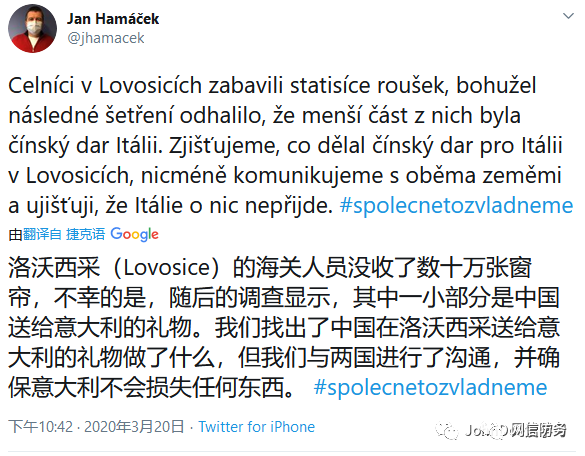 Jan Hamáček
@jhamacek
Celníci v Lovosicích zabavili statisíce roušek, bohužel
následné šetření odhalilo, že menší část z nich byla
čínský dar Itálii. Zjišťujeme, co dělal čínský dar pro Itálii
v Lovosicích, nicméně komunikujeme s oběma zeměmi
a ujišťuji, že Itálie o nic nepřijde. #spolecnetozvladneme
由翻译自 捷克语 Google
洛沃西采（Lovosice）的海关人员没收了数十万张窗
帘，不幸的是，随后的调查显示，其中一小部分是中国
送给意大利的礼物。我们找出了中国在洛沃西采送给意
大利的礼物做了什么，但我们与两国进行了沟通，并确
保意大利不会损失任何东西。 #spolecnetozvladneme
下午10:42 · 2020年3月20日 · Twitter for iPhone
网信防务